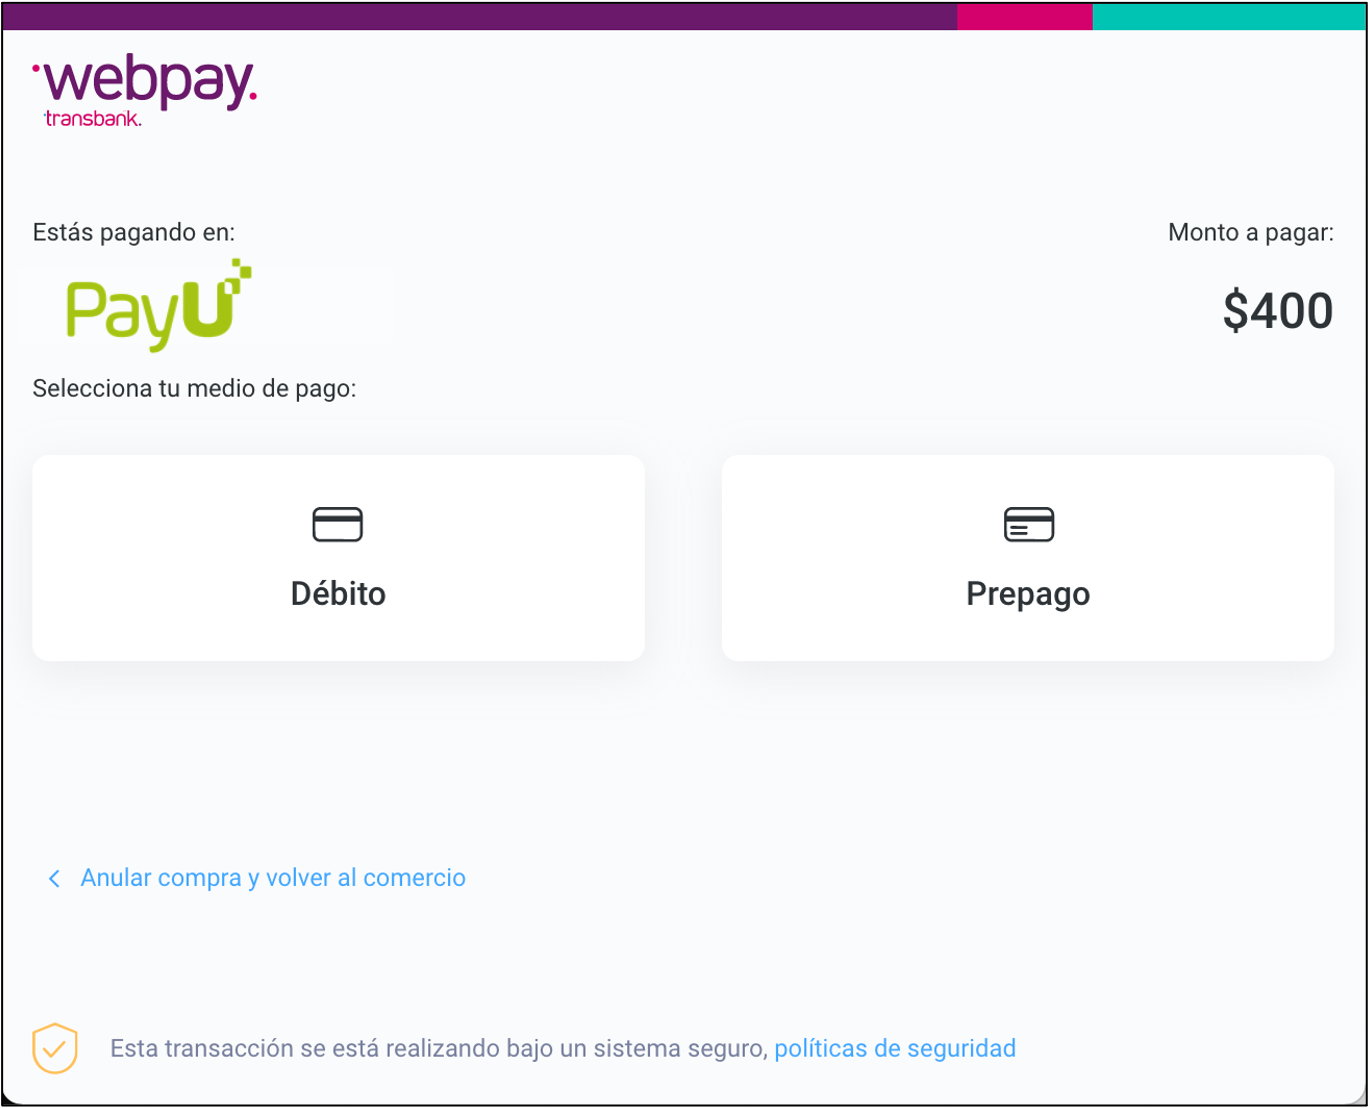 webpay.
transbank.
Estás pagando en:
Monto a pagar:
PayU
$400
Selecciona tu medio de pago:
Débito
Prepago
Anular compra y volver al comercio
Esta transacción se está realizando bajo un sistema seguro, políticas de seguridad